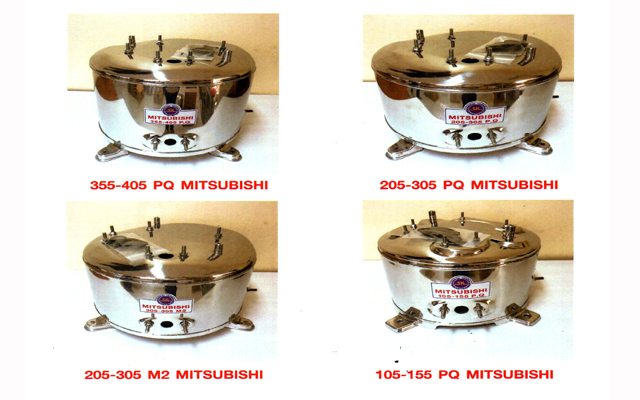 MITSUBISHI
355-405 P.Q
MITSUBISHI
205-305 P.Q
355-405 PQ MITSUBISHI
205-305 PQ MITSUBISHI
MITSUBISHI
205-305 M2
MITSUBISHI
105-155 P.Q
205-305 M2 MITSUBISHI
105-155 PQ MITSUBISHI